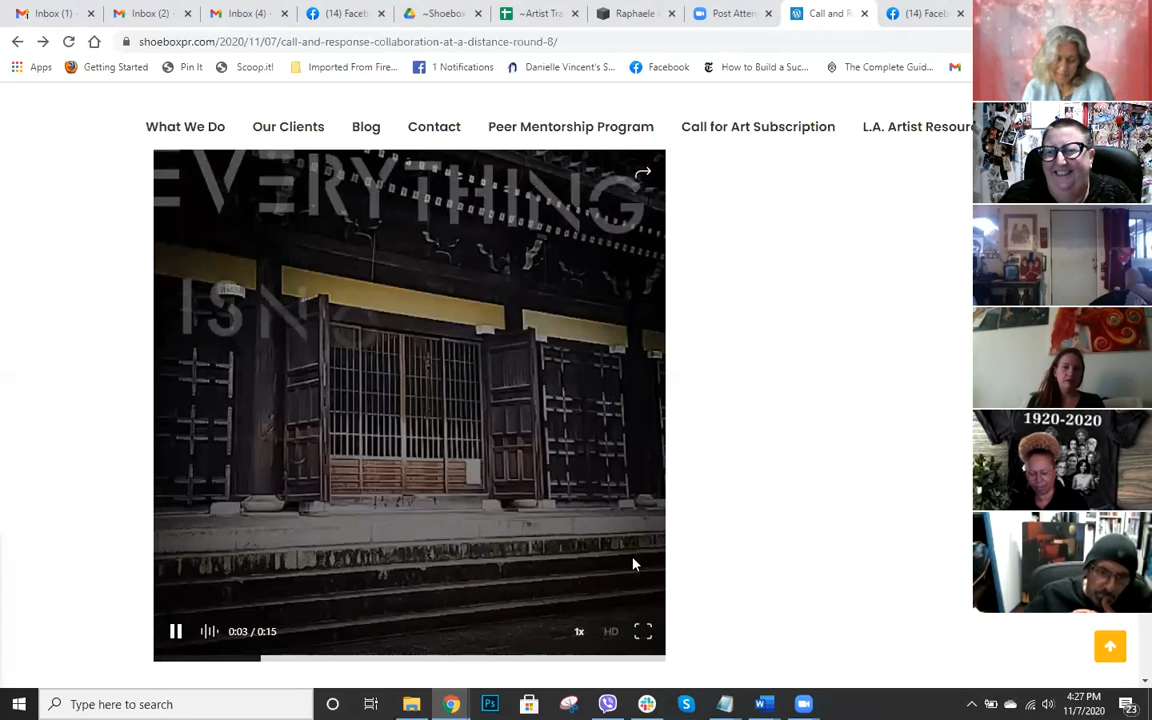 Inbox (1) -
Inbox (2) -
Inbox (4) -
(14) Faceb
~Shoebox
~Artist Tra
Raphaele
Post Atten
Call and R
(14) Faceb
shoeboxpr.com/2020/11/07/call-and-response-collaboration-at-a-distance-round-8/
Apps
Getting Started
Pin It
Scoop.it!
Imported From Fire...
1 Notifications
Danielle Vincent's S...
Facebook
How to Build a Suc...
The Complete Guid...
What We Do
Our Clients
Blog
Contact
Peer Mentorship Program
Call for Art Subscription
L.A. Artist Resour
EVERYTHING
ISN
1920-2020
0:03 / 0:15
1x
HD
Type here to search
4:27 PM
11/7/2020
23